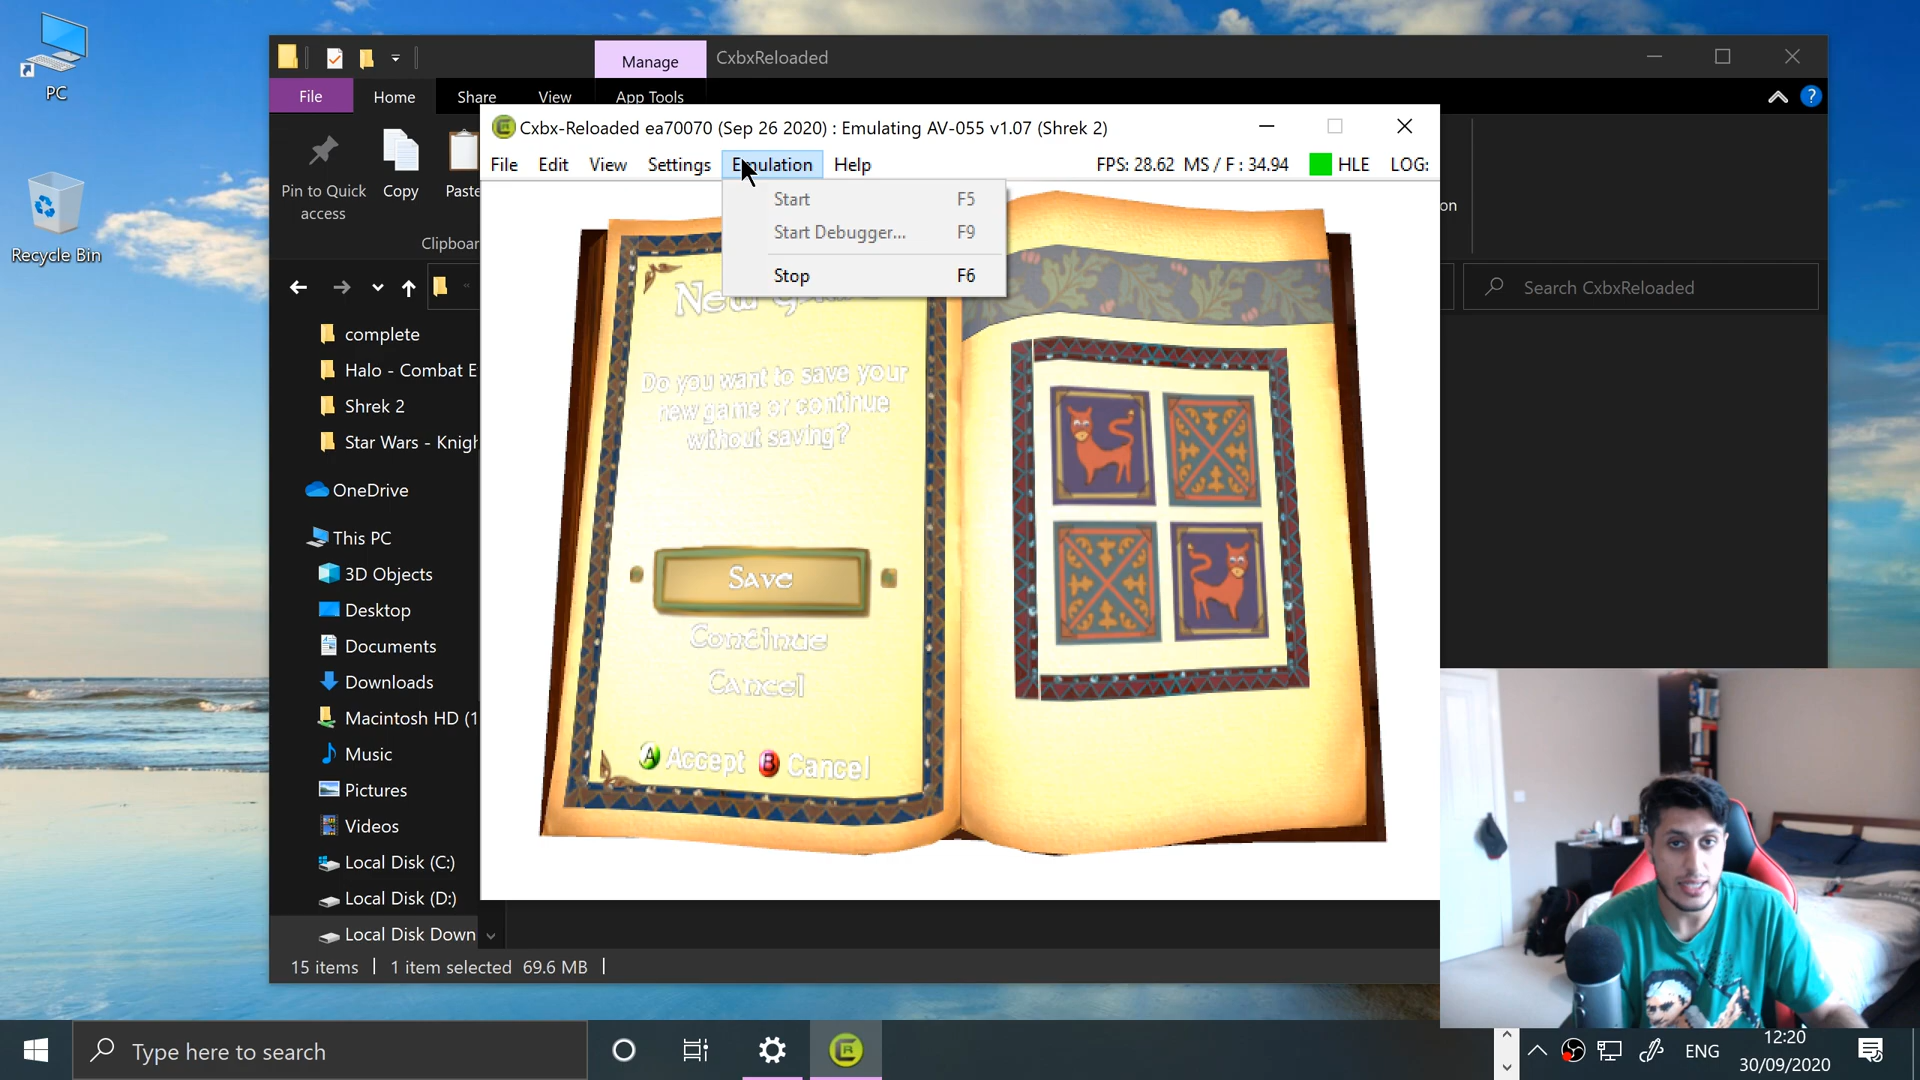 PC
Recycle Bin
Manage
CxbxReloaded
File
Home
Share
View
App Tools
Pin to Quick
access
Copy
Paste
Clipboar
on
Search CxbxReloaded
complete
Halo - Combat E
Shrek 2
Star Wars - Knigh
OneDrive
This PC
3D Objects
Desktop
Documents
Downloads
Macintosh HD (1
Music
Pictures
Videos
Local Disk (C:)
Local Disk (D:)
Local Disk Down
15 items
1 item selected 69.6 MB
Cxbx-Reloaded ea70070 (Sep 26 2020) : Emulating AV-055 v1.07 (Shrek 2)
File Edit View Settings Emulation Help
FPS: 28.62 MS / F : 34.94 HLE LOG:
Start F5
Start Debugger... F9
Stop F6
New
Do you want to save your
new game or continue
without saving?
Save
Continue
Cancel
A Accept B Cancel
Type here to search
ENG
12:20
30/09/2020